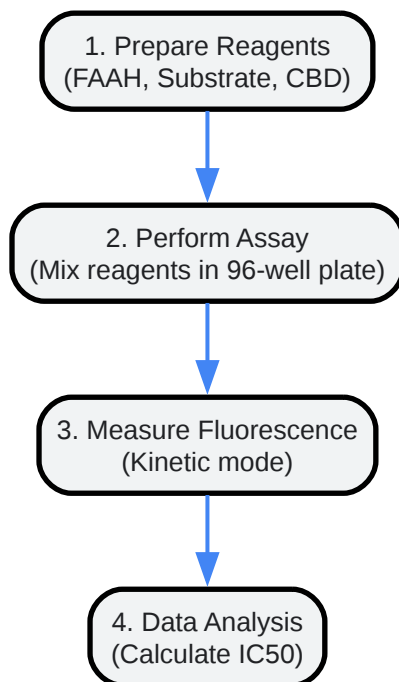 1. Prepare Reagents
(FAAH, Substrate, CBD)
2. Perform Assay
(Mix reagents in 96-well plate)
3. Measure Fluorescence
(Kinetic mode)
4. Data Analysis
(Calculate IC50)